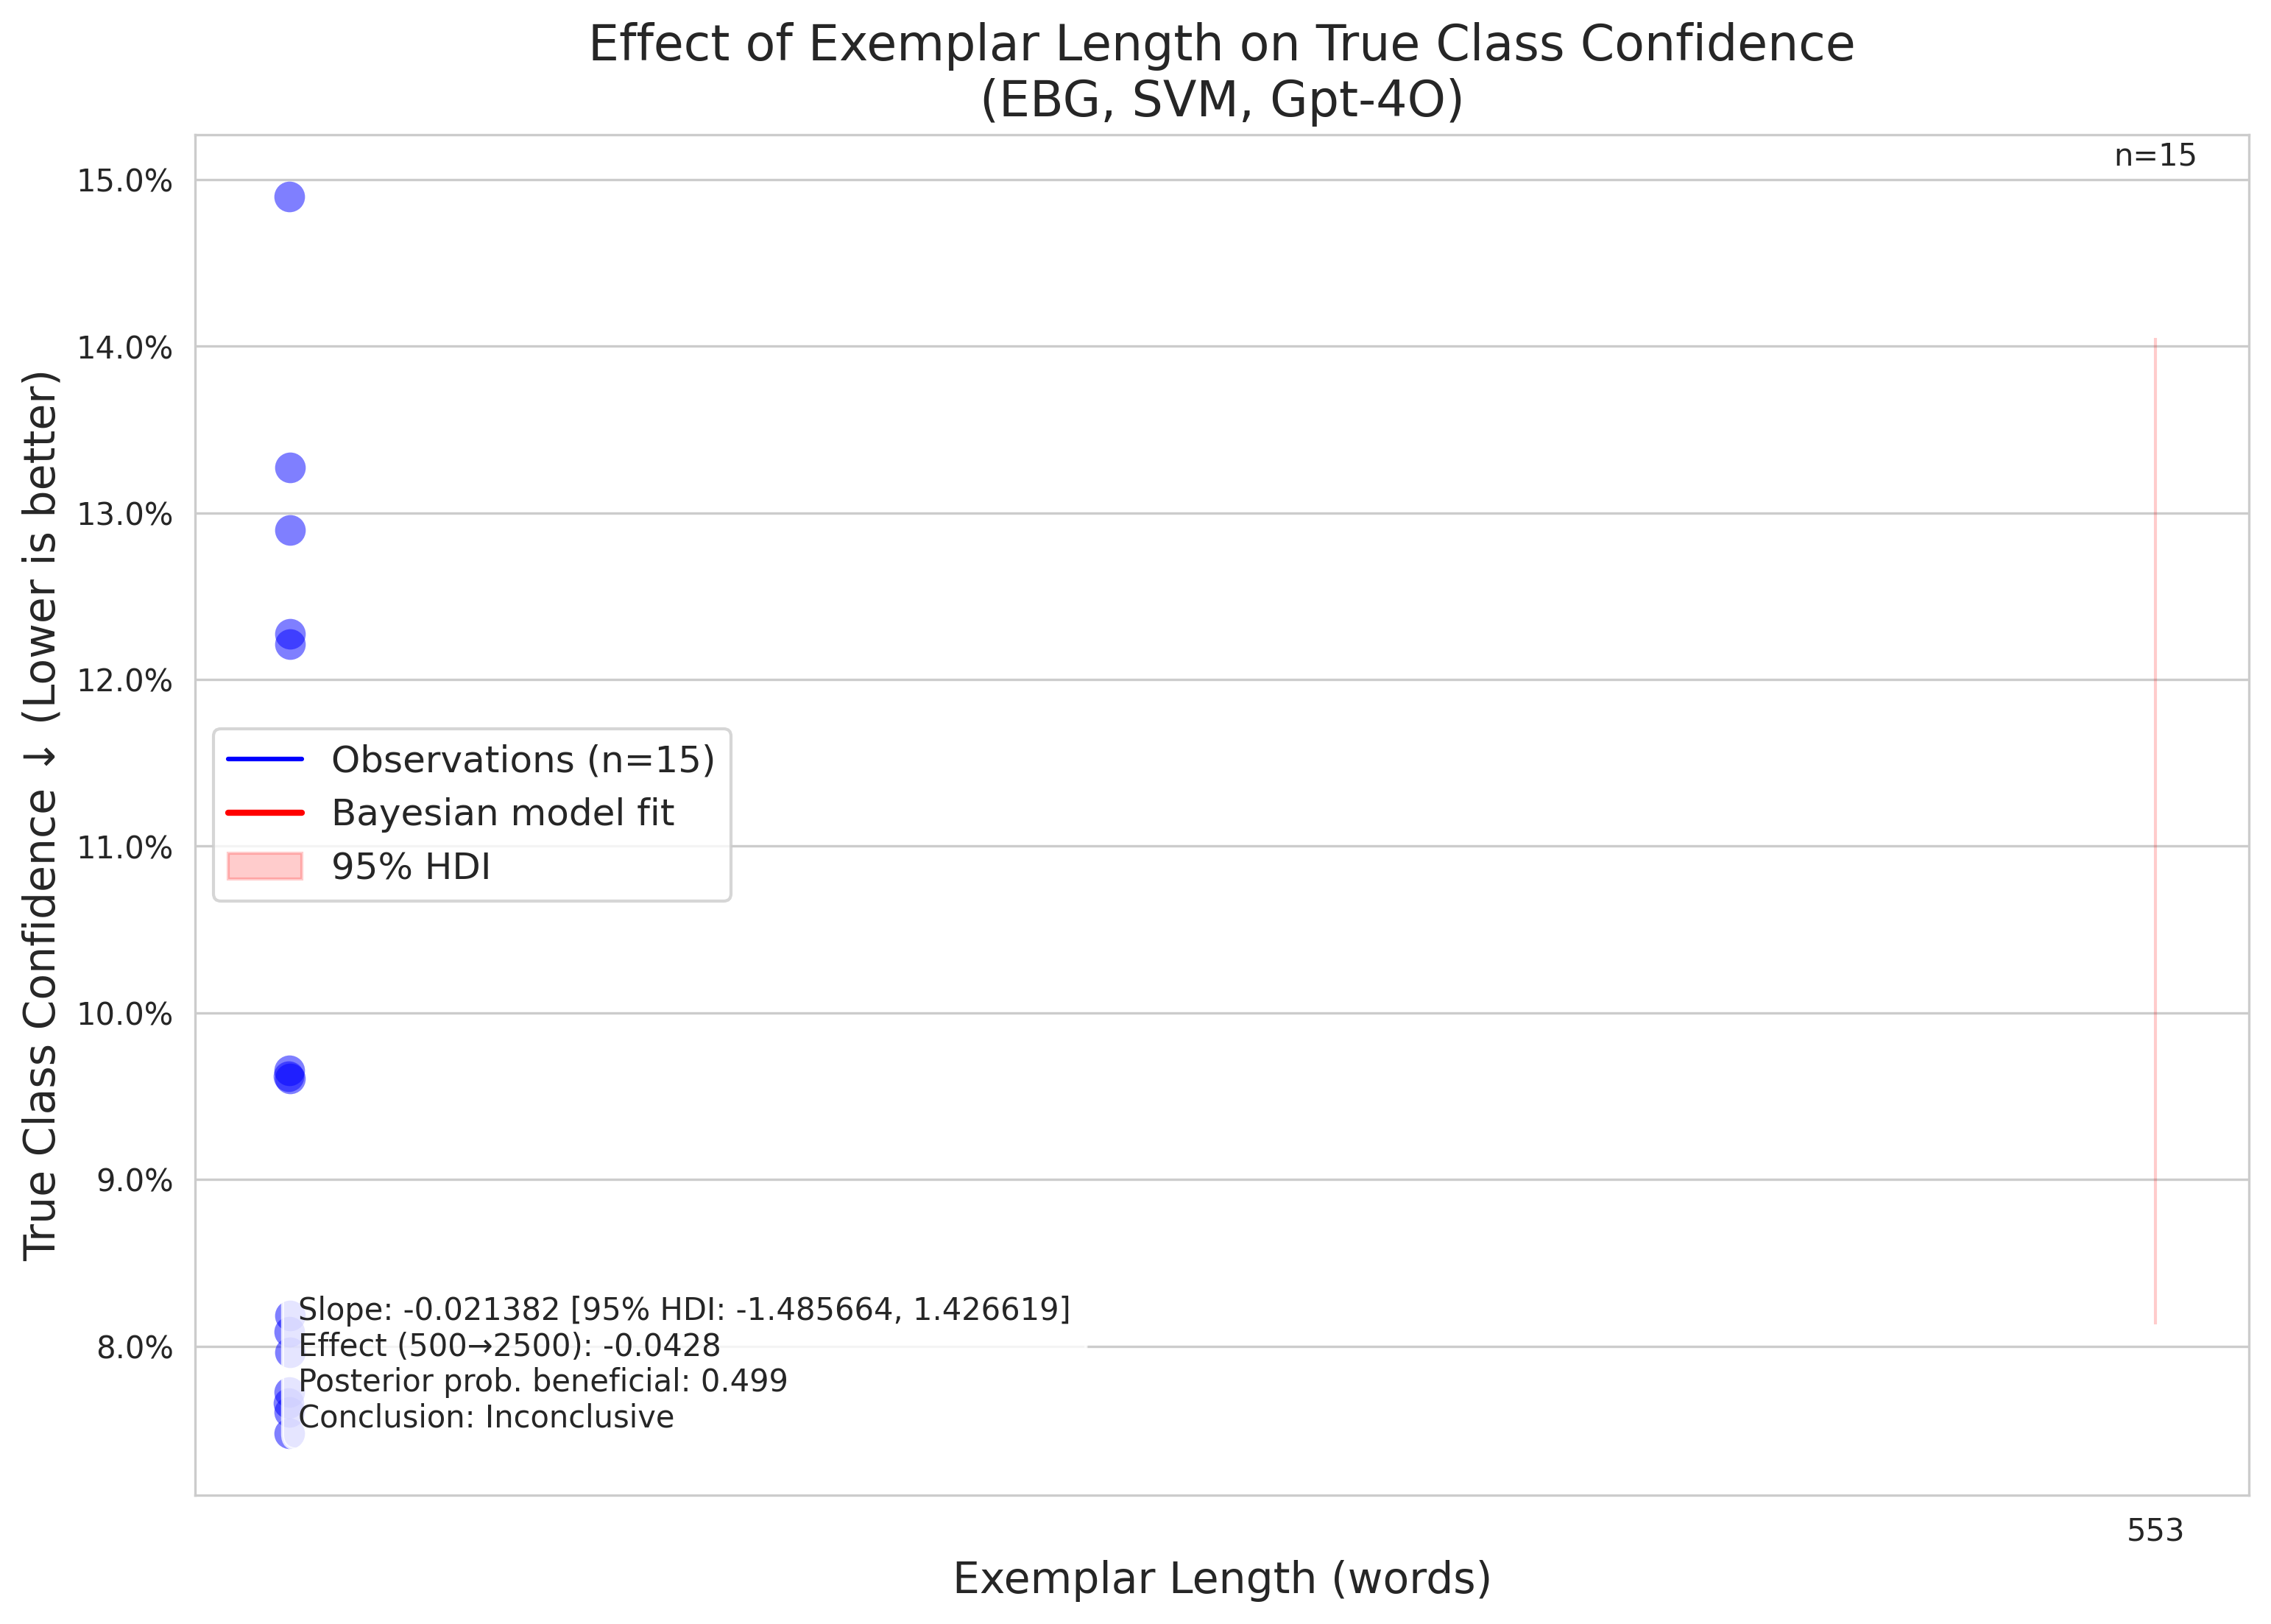 Effect of Exemplar Length on True Class Confidence
(EBG, SVM, Gpt-4O)
n=15
15.0%
14.0%
13.0%
12.0%
11.0%
10.0%
9.0%
8.0%
True Class Confidence ↓ (Lower is better)
Observations (n=15)
Bayesian model fit
95% HDI
Slope: -0.021382 [95% HDI: -1.485664, 1.426619]
Effect (500→2500): -0.0428
Posterior prob. beneficial: 0.499
Conclusion: Inconclusive
553
Exemplar Length (words)